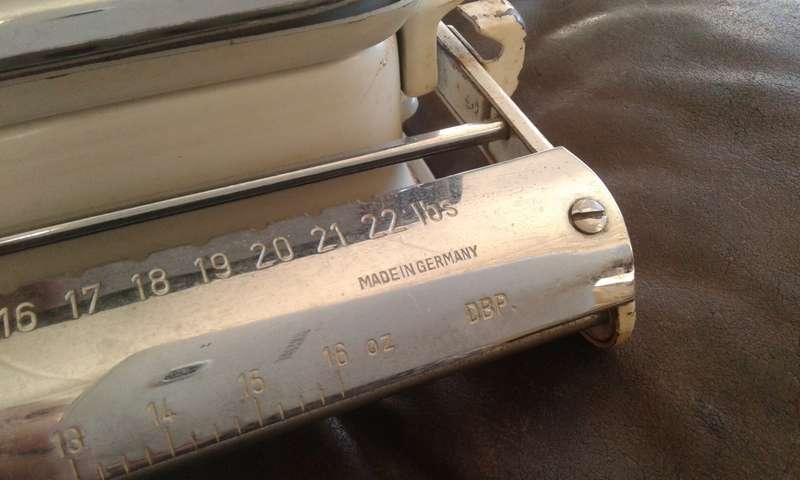 16 17 18 19 20 21 22 lbs
MADE IN GERMANY
DBP.
13 14 15 16 oz